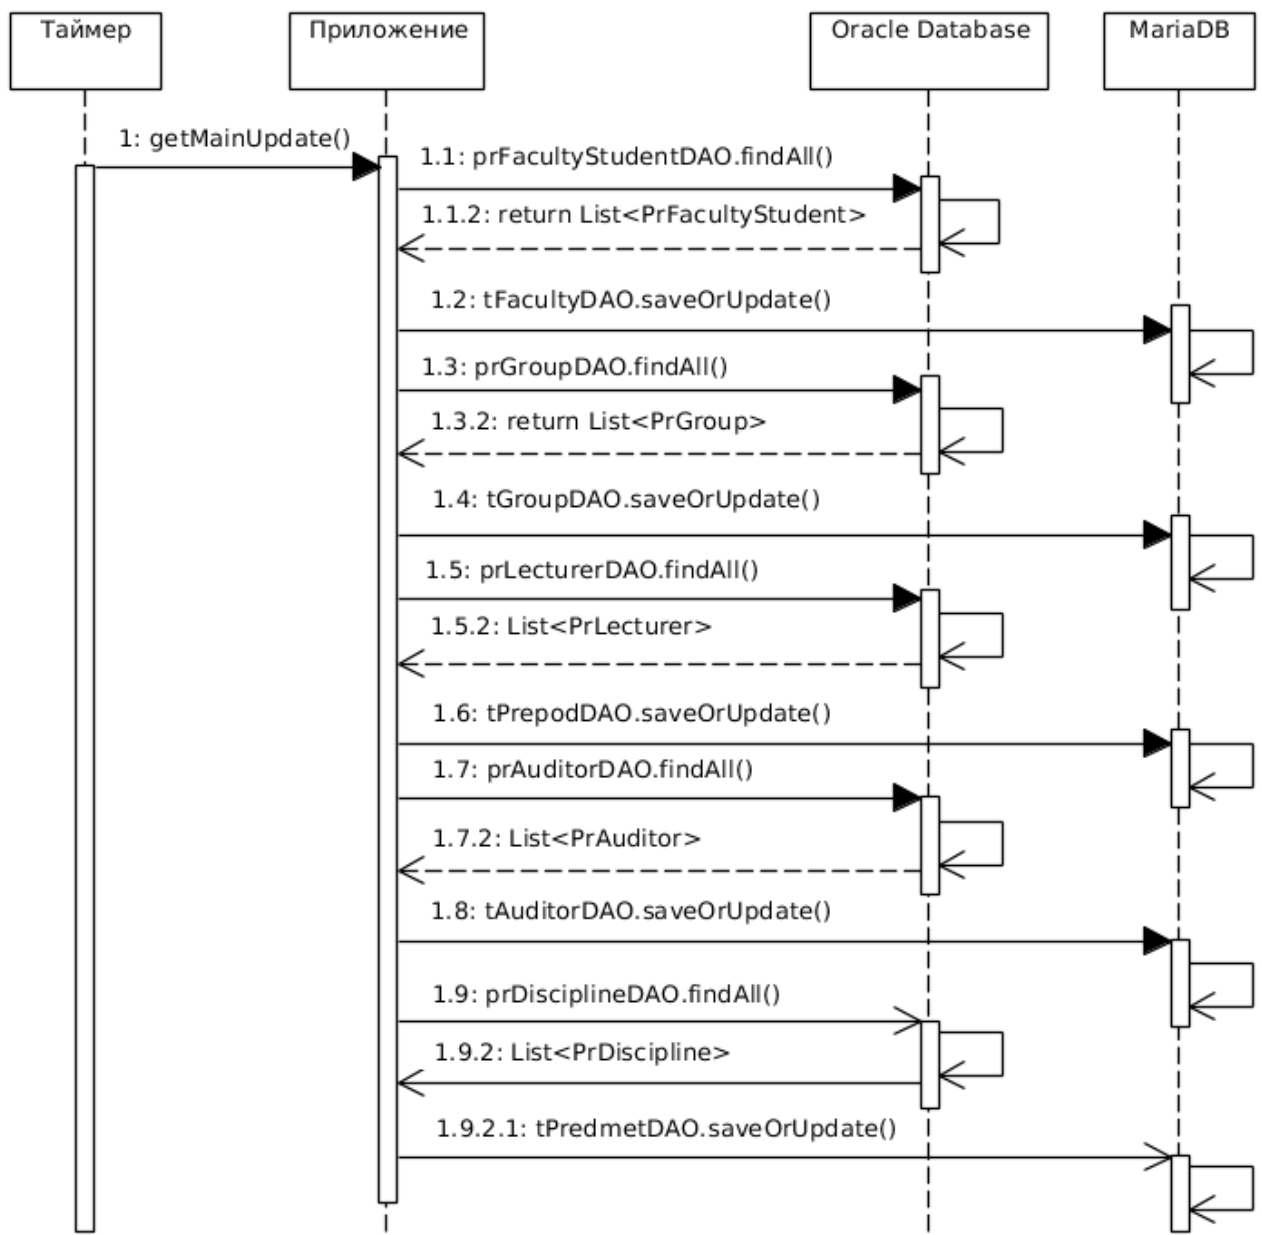 Таймер
Приложение
Oracle Database
MariaDB
1: getMainUpdate()
1.1: prFacultyStudentDAO.findAll()
1.1.2: return List<PrFacultyStudent>
1.2: tFacultyDAO.saveOrUpdate()
1.3: prGroupDAO.findAll()
1.3.2: return List<PrGroup>
1.4: tGroupDAO.saveOrUpdate()
1.5: prLecturerDAO.findAll()
1.5.2: List<PrLecturer>
1.6: tPrepodDAO.saveOrUpdate()
1.7: prAuditorDAO.findAll()
1.7.2: List<PrAuditor>
1.8: tAuditorDAO.saveOrUpdate()
1.9: prDisciplineDAO.findAll()
1.9.2: List<PrDiscipline>
1.9.2.1: tPredmetDAO.saveOrUpdate()